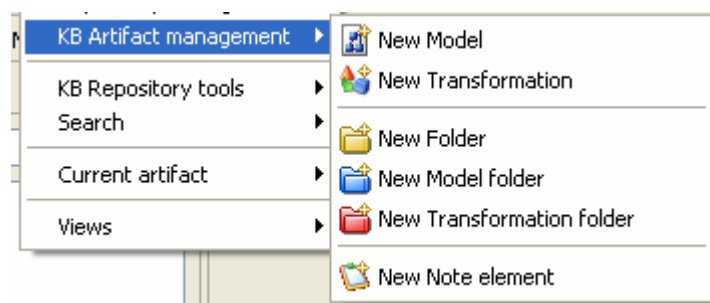 KB Artifact management
KB Repository tools
Search
Current artifact
Views
New Model
New Transformation
New Folder
New Model folder
New Transformation folder
New Note element